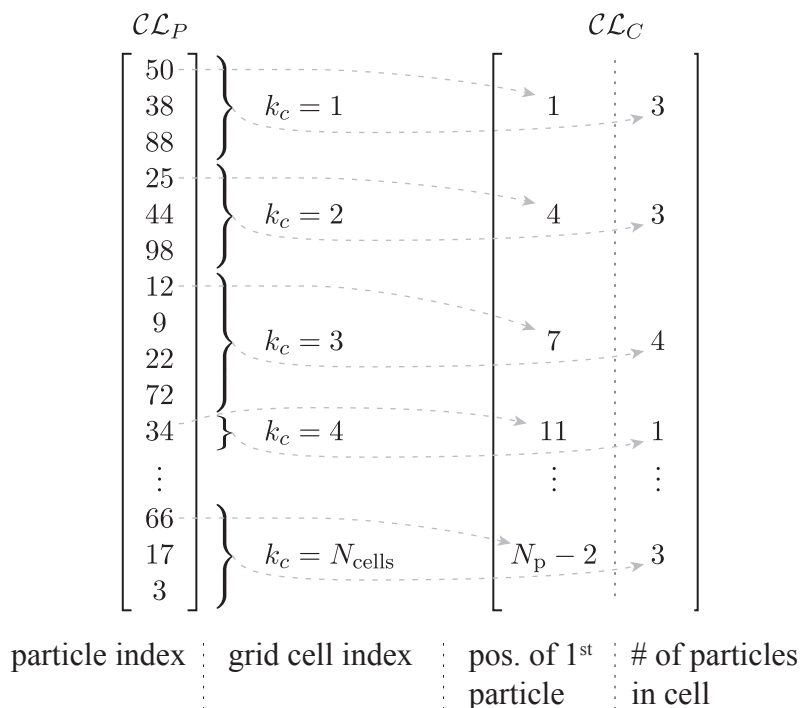 𝒞ℒ_P 𝒞ℒ_C
50
38 k_c = 1 1 3
88
25
44 k_c = 2 4 3
98
12
9
k_c = 3 7 4
22
72
34 k_c = 4 11 1
⋮ ⋮ ⋮
66
17 k_c = N_cells N_p − 2 3
3
particle index grid cell index pos. of 1st # of particles
particle in cell